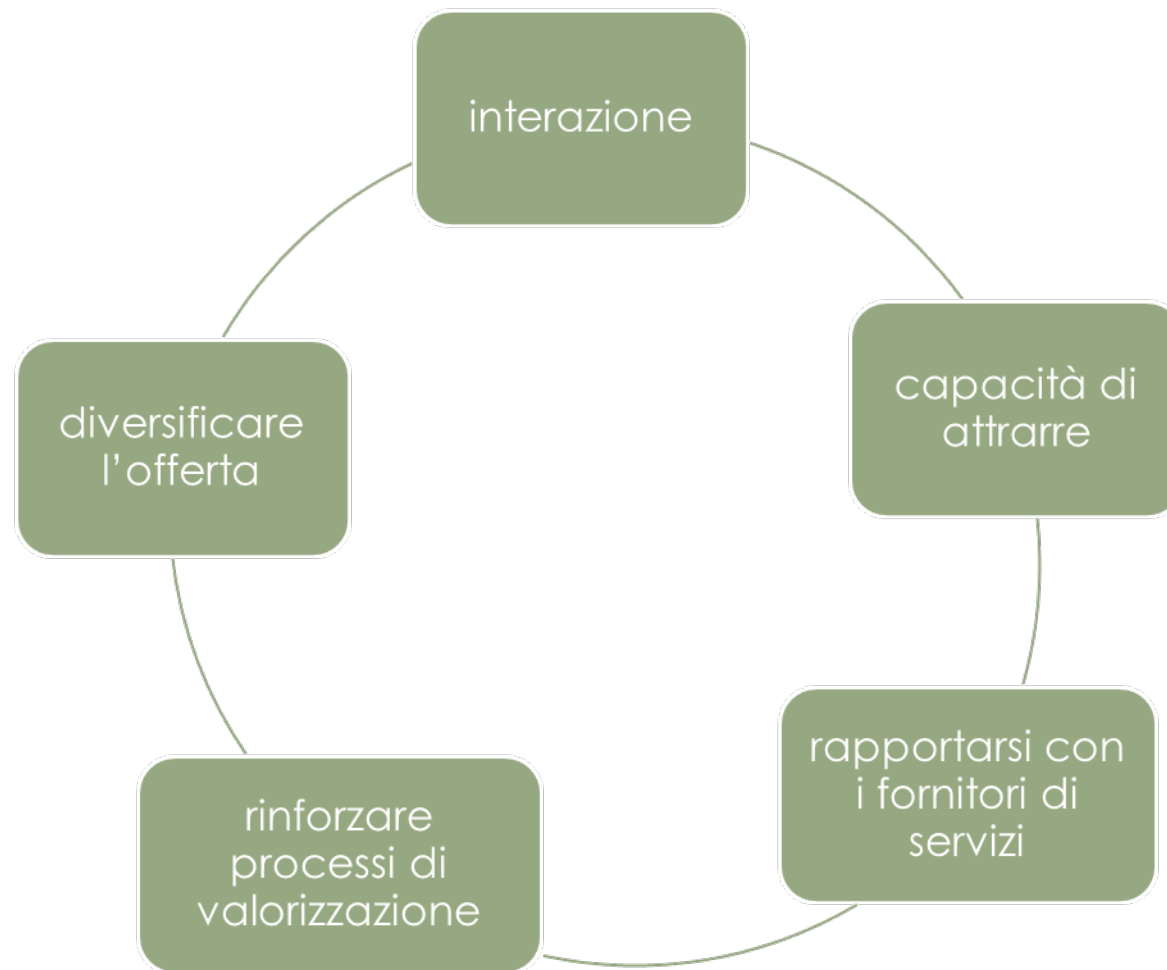 interazione
capacità di
attrarre
rapportarsi con
i fornitori di
servizi
rinforzare
processi di
valorizzazione
diversificare
l’offerta